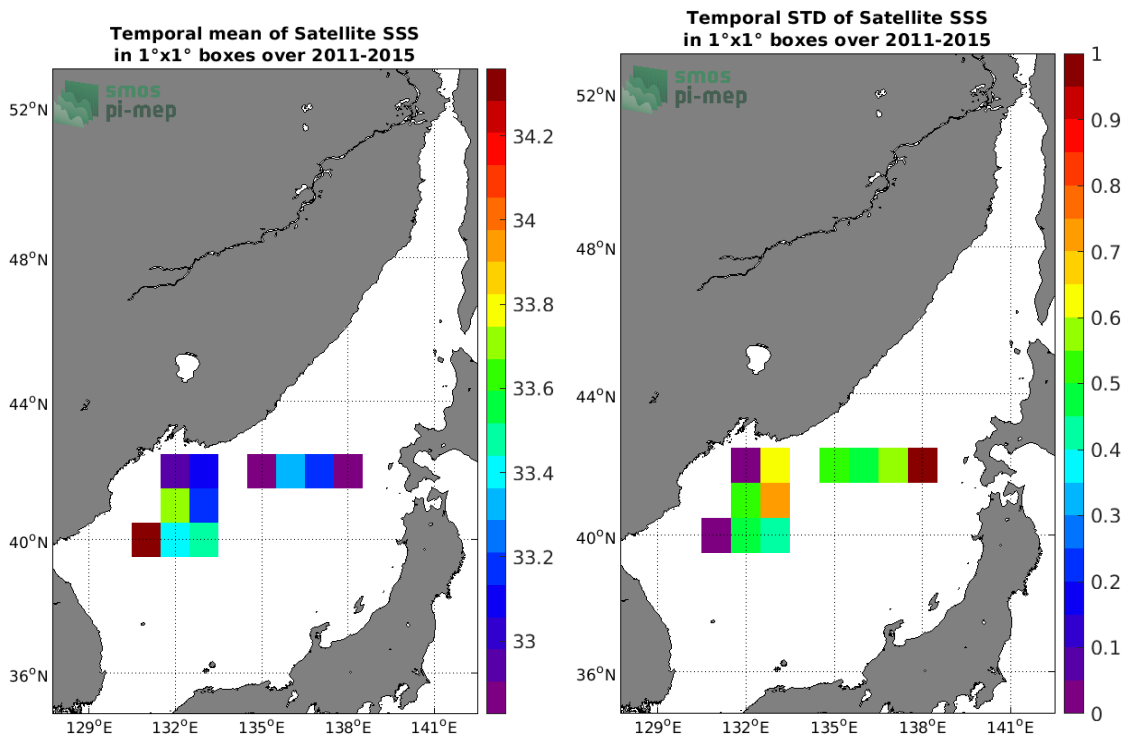 Temporal mean of Satellite SSS
in 1°x1° boxes over 2011-2015
smos
pi-mep
52°N
48°N
44°N
40°N
36°N
129°E
132°E
135°E
138°E
141°E
34.2
34
33.8
33.6
33.4
33.2
33
Temporal STD of Satellite SSS
in 1°x1° boxes over 2011-2015
smos
pi-mep
52°N
48°N
44°N
40°N
36°N
129°E
132°E
135°E
138°E
141°E
1
0.9
0.8
0.7
0.6
0.5
0.4
0.3
0.2
0.1
0